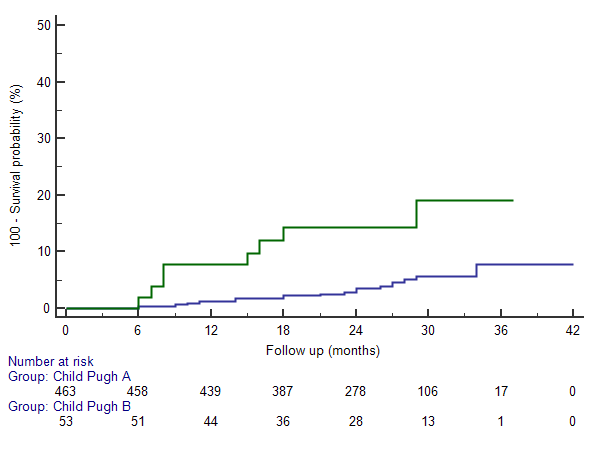 50
40
30
20
10
0
100 - Survival probability (%)
0 6 12 18 24 30 36 42
Follow up (months)
Number at risk
Group: Child Pugh A
463 458 439 387 278 106 17 0
Group: Child Pugh B
53 51 44 36 28 13 1 0